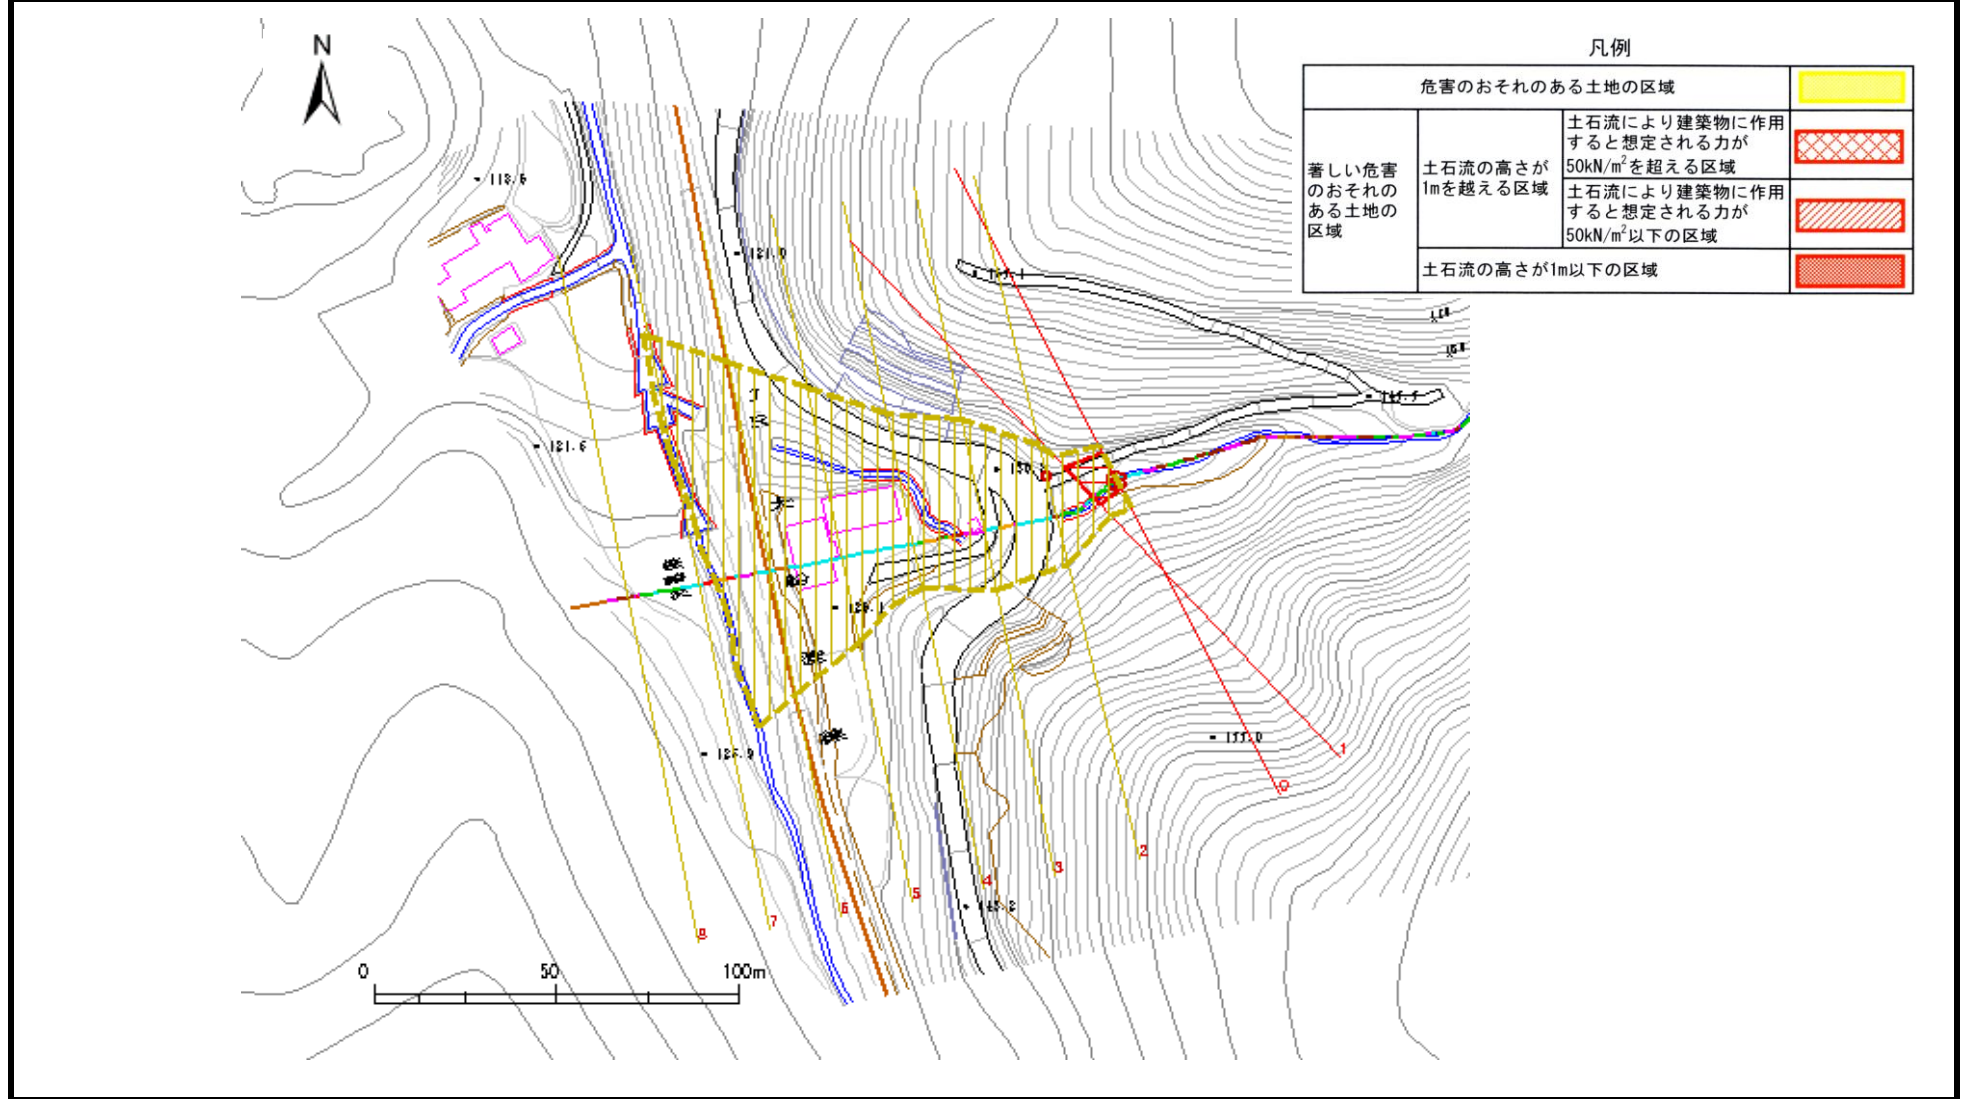 N
凡例
危害のおそれのある土地の区域
著しい危害
のおそれの
ある土地の
区域
土石流の高さが
1mを越える区域
土石流により建築物に作用
すると想定される力が
50kN/m²を超える区域
土石流により建築物に作用
すると想定される力が
50kN/m²以下の区域
土石流の高さが1m以下の区域
121.0
121.6
0
1
2
3
4
5
6
7
8
0 50 100m